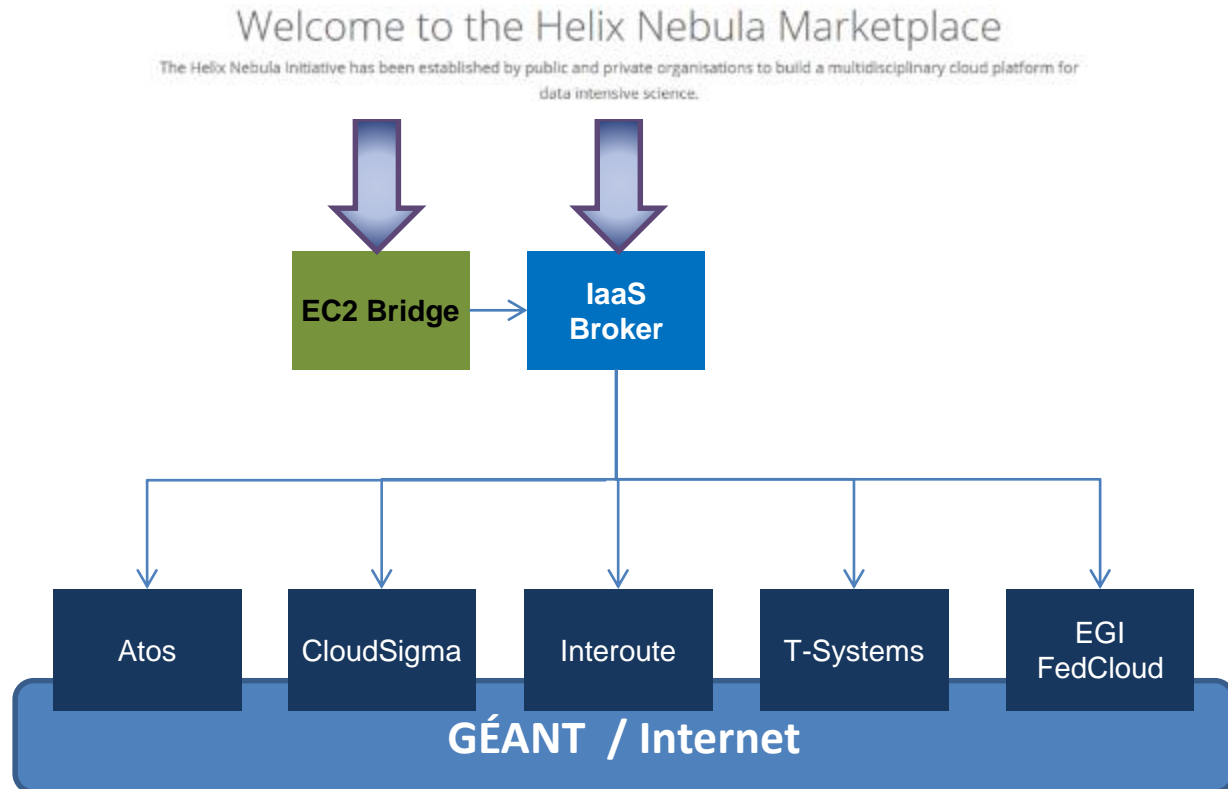 Welcome to the Helix Nebula Marketplace
The Helix Nebula Initiative has been established by public and private organisations to build a multidisciplinary cloud platform for
data intensive science.
EC2 Bridge
IaaS
Broker
Atos
CloudSigma
Interoute
T-Systems
EGI
FedCloud
GÉANT / Internet